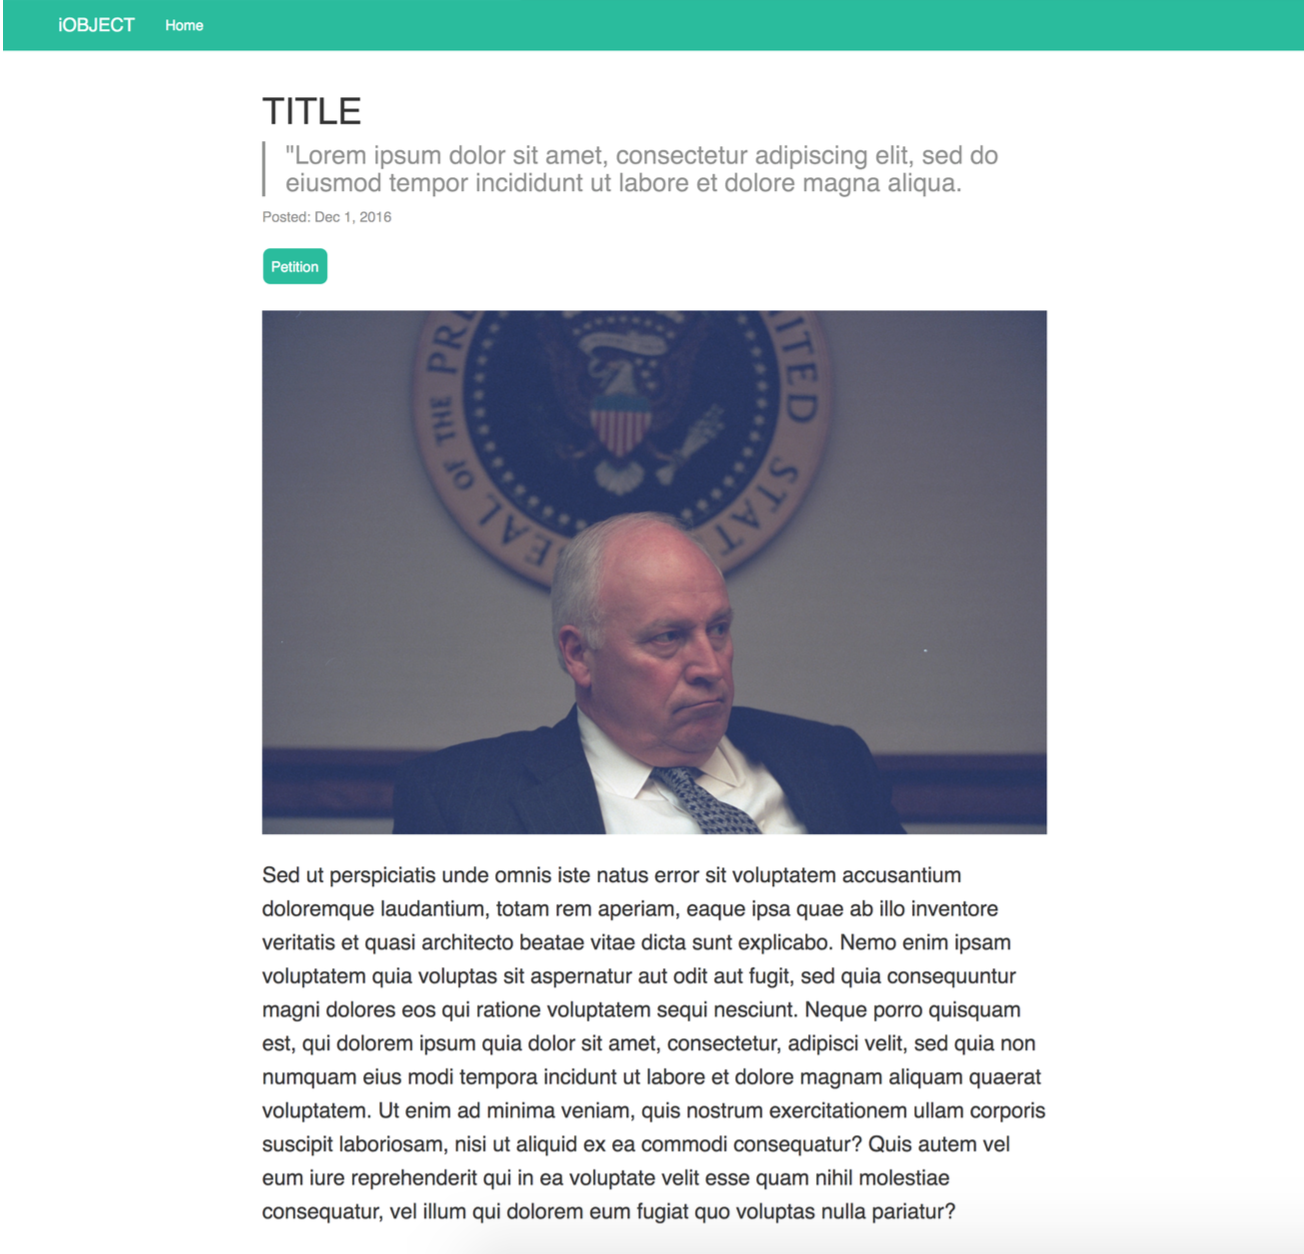 iOBJECT Home
TITLE
"Lorem ipsum dolor sit amet, consectetur adipiscing elit, sed do
eiusmod tempor incididunt ut labore et dolore magna aliqua.
Posted: Dec 1, 2016
Petition
SEAL OF THE PR
ITED STAT
Sed ut perspiciatis unde omnis iste natus error sit voluptatem accusantium
doloremque laudantium, totam rem aperiam, eaque ipsa quae ab illo inventore
veritatis et quasi architecto beatae vitae dicta sunt explicabo. Nemo enim ipsam
voluptatem quia voluptas sit aspernatur aut odit aut fugit, sed quia consequuntur
magni dolores eos qui ratione voluptatem sequi nesciunt. Neque porro quisquam
est, qui dolorem ipsum quia dolor sit amet, consectetur, adipisci velit, sed quia non
numquam eius modi tempora incidunt ut labore et dolore magnam aliquam quaerat
voluptatem. Ut enim ad minima veniam, quis nostrum exercitationem ullam corporis
suscipit laboriosam, nisi ut aliquid ex ea commodi consequatur? Quis autem vel
eum iure reprehenderit qui in ea voluptate velit esse quam nihil molestiae
consequatur, vel illum qui dolorem eum fugiat quo voluptas nulla pariatur?